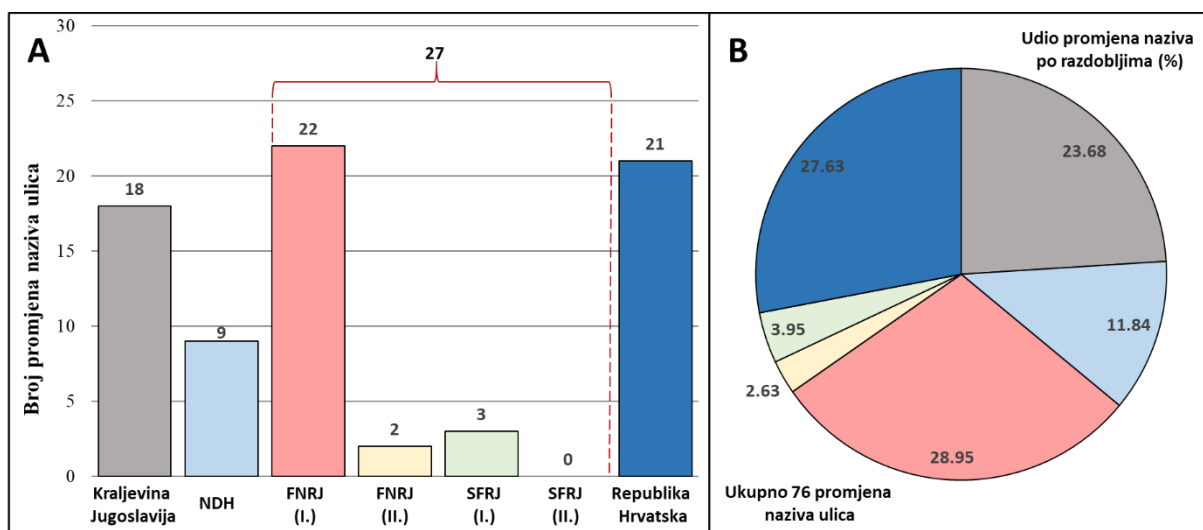 A
Broj promjena naziva ulica
30
25
20
15
10
5
0
27
18
9
22
2
3
0
21
Kraljevina
Jugoslavija
NDH
FNRJ
(I.)
FNRJ
(II.)
SFRJ
(I.)
SFRJ
(II.)
Republika
Hrvatska
B
Udio promjena naziva
po razdobljima (%)
23.68
11.84
28.95
2.63
3.95
27.63
Ukupno 76 promjena
naziva ulica